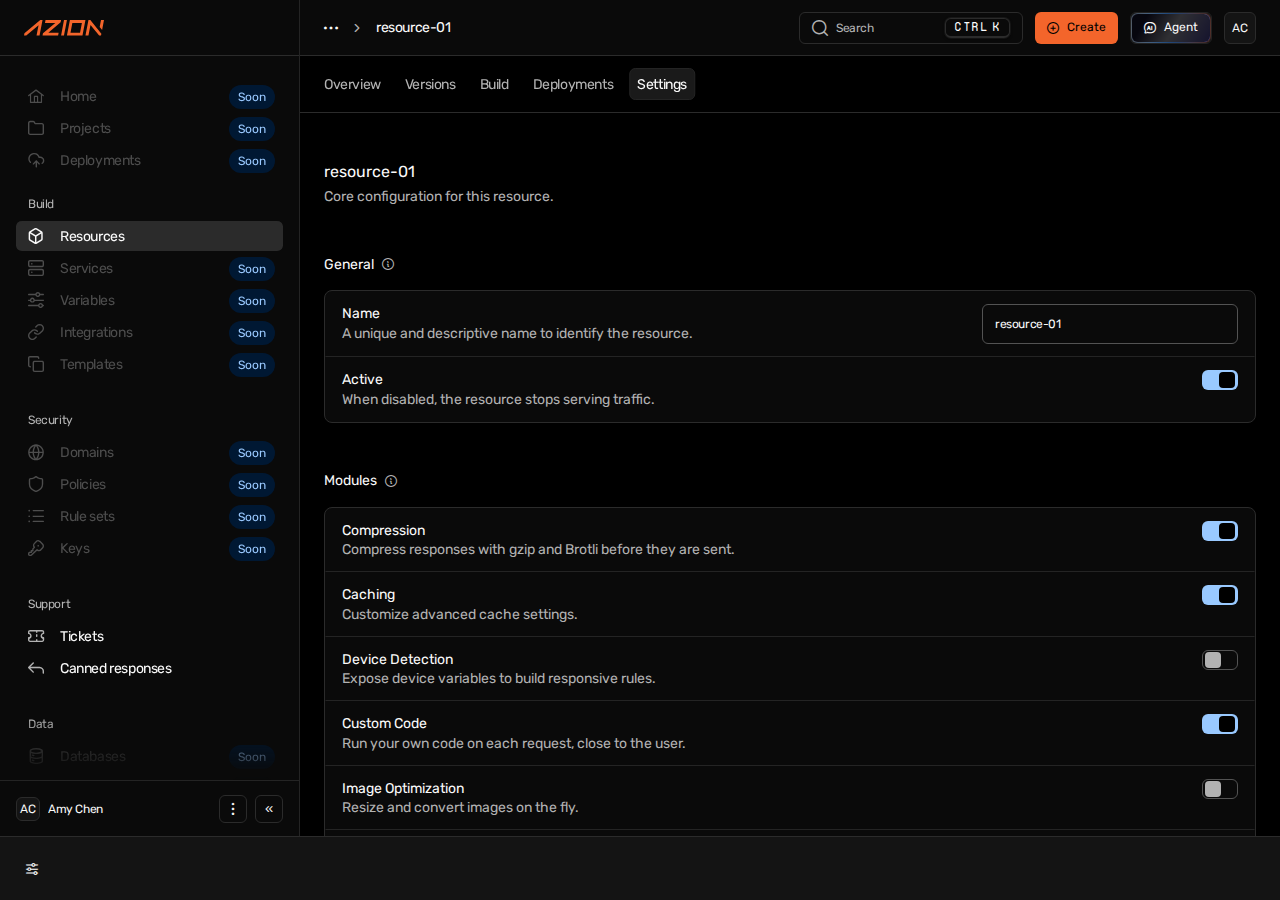 AZION
... > resource-01
Search CTRL K
Create
Agent
AC
Home Soon
Projects Soon
Deployments Soon
Build
Resources
Services Soon
Variables Soon
Integrations Soon
Templates Soon
Security
Domains Soon
Policies Soon
Rule sets Soon
Keys Soon
Support
Tickets
Canned responses
Data
Databases Soon
AC Amy Chen
Overview Versions Build Deployments Settings
resource-01
Core configuration for this resource.
General
Name
A unique and descriptive name to identify the resource.
resource-01
Active
When disabled, the resource stops serving traffic.
Modules
Compression
Compress responses with gzip and Brotli before they are sent.
Caching
Customize advanced cache settings.
Device Detection
Expose device variables to build responsive rules.
Custom Code
Run your own code on each request, close to the user.
Image Optimization
Resize and convert images on the fly.